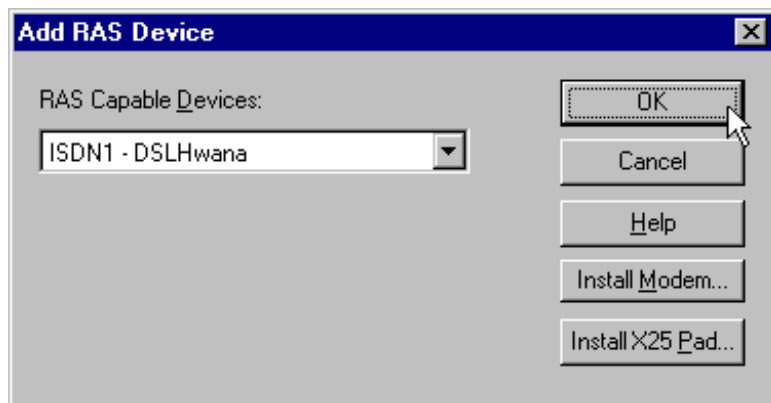 Add RAS Device
RAS Capable Devices:
ISDN1 - DSLHwana
OK
Cancel
Help
Install Modem...
Install X25 Pad...